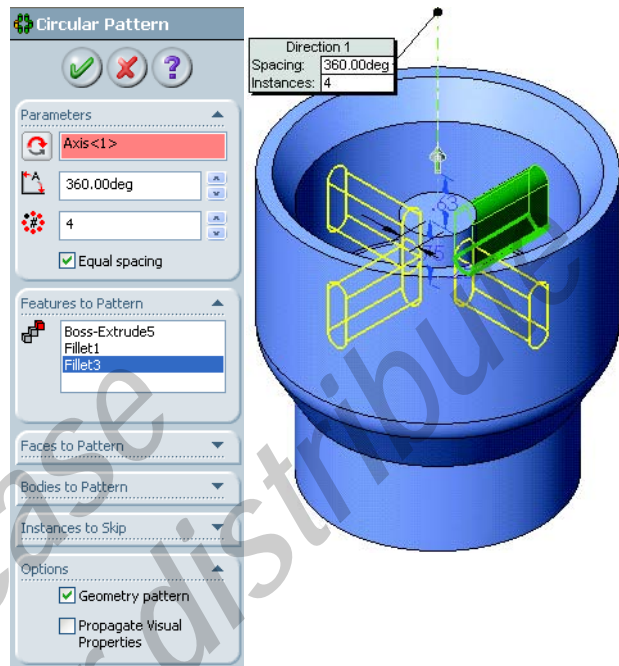 Circular Pattern
?
Parameters
Axis<1>
360.00deg
4
Equal spacing
Features to Pattern
Boss-Extrude5
Fillet1
Fillet3
Faces to Pattern
Bodies to Pattern
Instances to Skip
Options
Geometry pattern
Propagate Visual
Properties
Direction 1
Spacing: 360.00deg
Instances: 4
.63
distribute